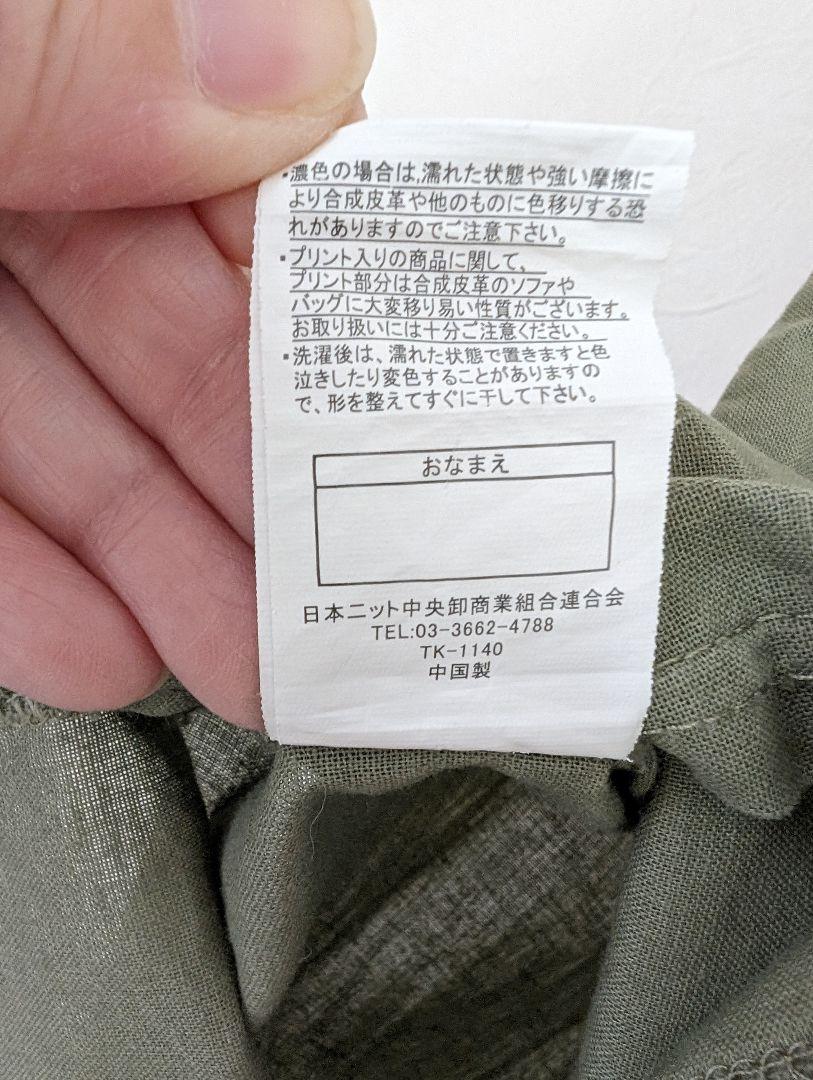 ・濃色の場合は,濡れた状態や強い摩擦に
より合成皮革や他のものに色移りする恐
れがありますのでご注意下さい。
・プリント入りの商品に関して、
プリント部分は合成皮革のソファや
バッグに大変移り易い性質がございます。
お取り扱いには十分ご注意ください。
・洗濯後は、濡れた状態で置きますと色
泣きしたり変色することがありますの
で、形を整えてすぐに干して下さい。
おなまえ
日本ニット中央卸商業組合連合会
TEL:03-3662-4788
TK-1140
中国製